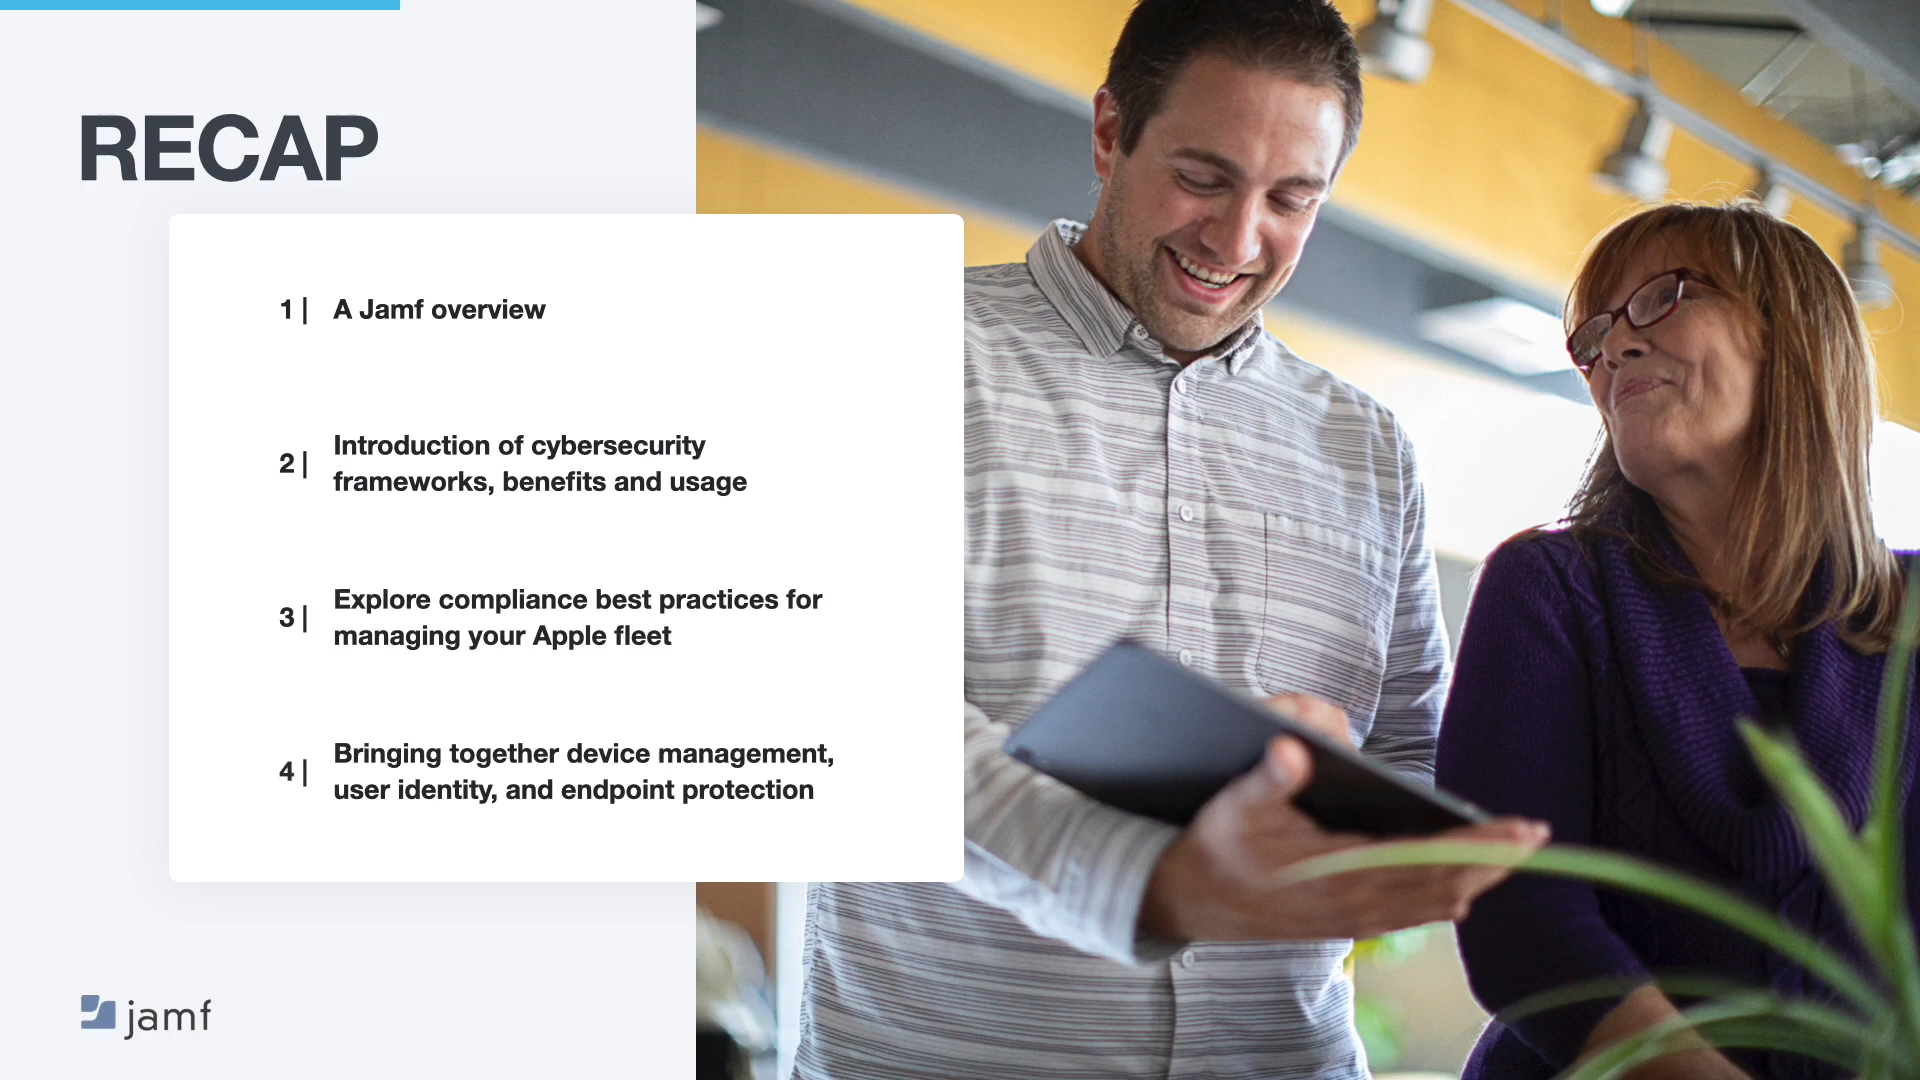 RECAP
1 | A Jamf overview
2 | Introduction of cybersecurity
frameworks, benefits and usage
3 | Explore compliance best practices for
managing your Apple fleet
4 | Bringing together device management,
user identity, and endpoint protection
jamf